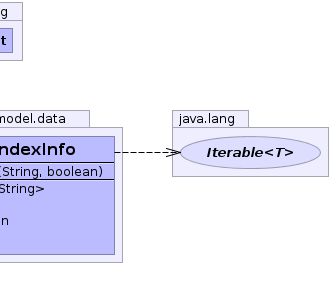 g
t
model.data
java.lang
ndexInfo
Iterable<T>
(String, boolean)
String>
n